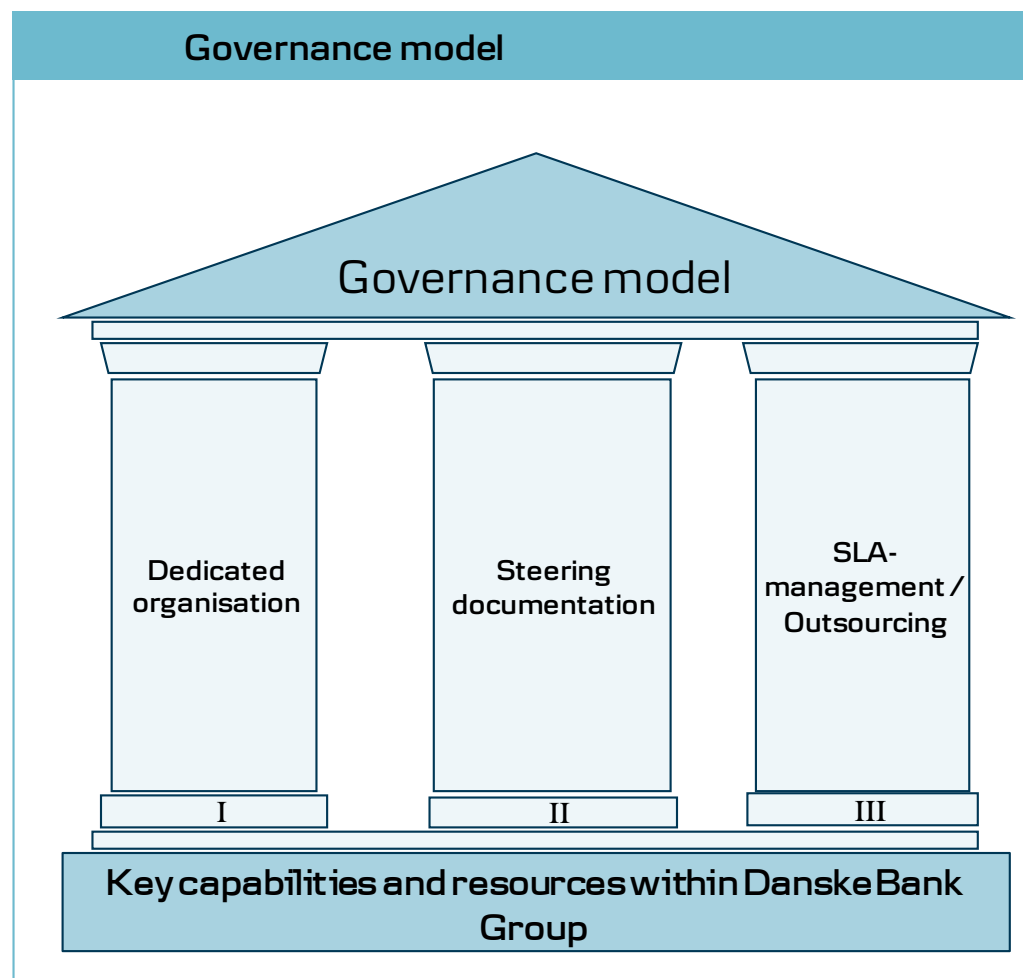 Governance model
Governance model
Dedicated
organisation
Steering
documentation
SLA-
management /
Outsourcing
I
II
III
Key capabilities and resources within Danske Bank
Group